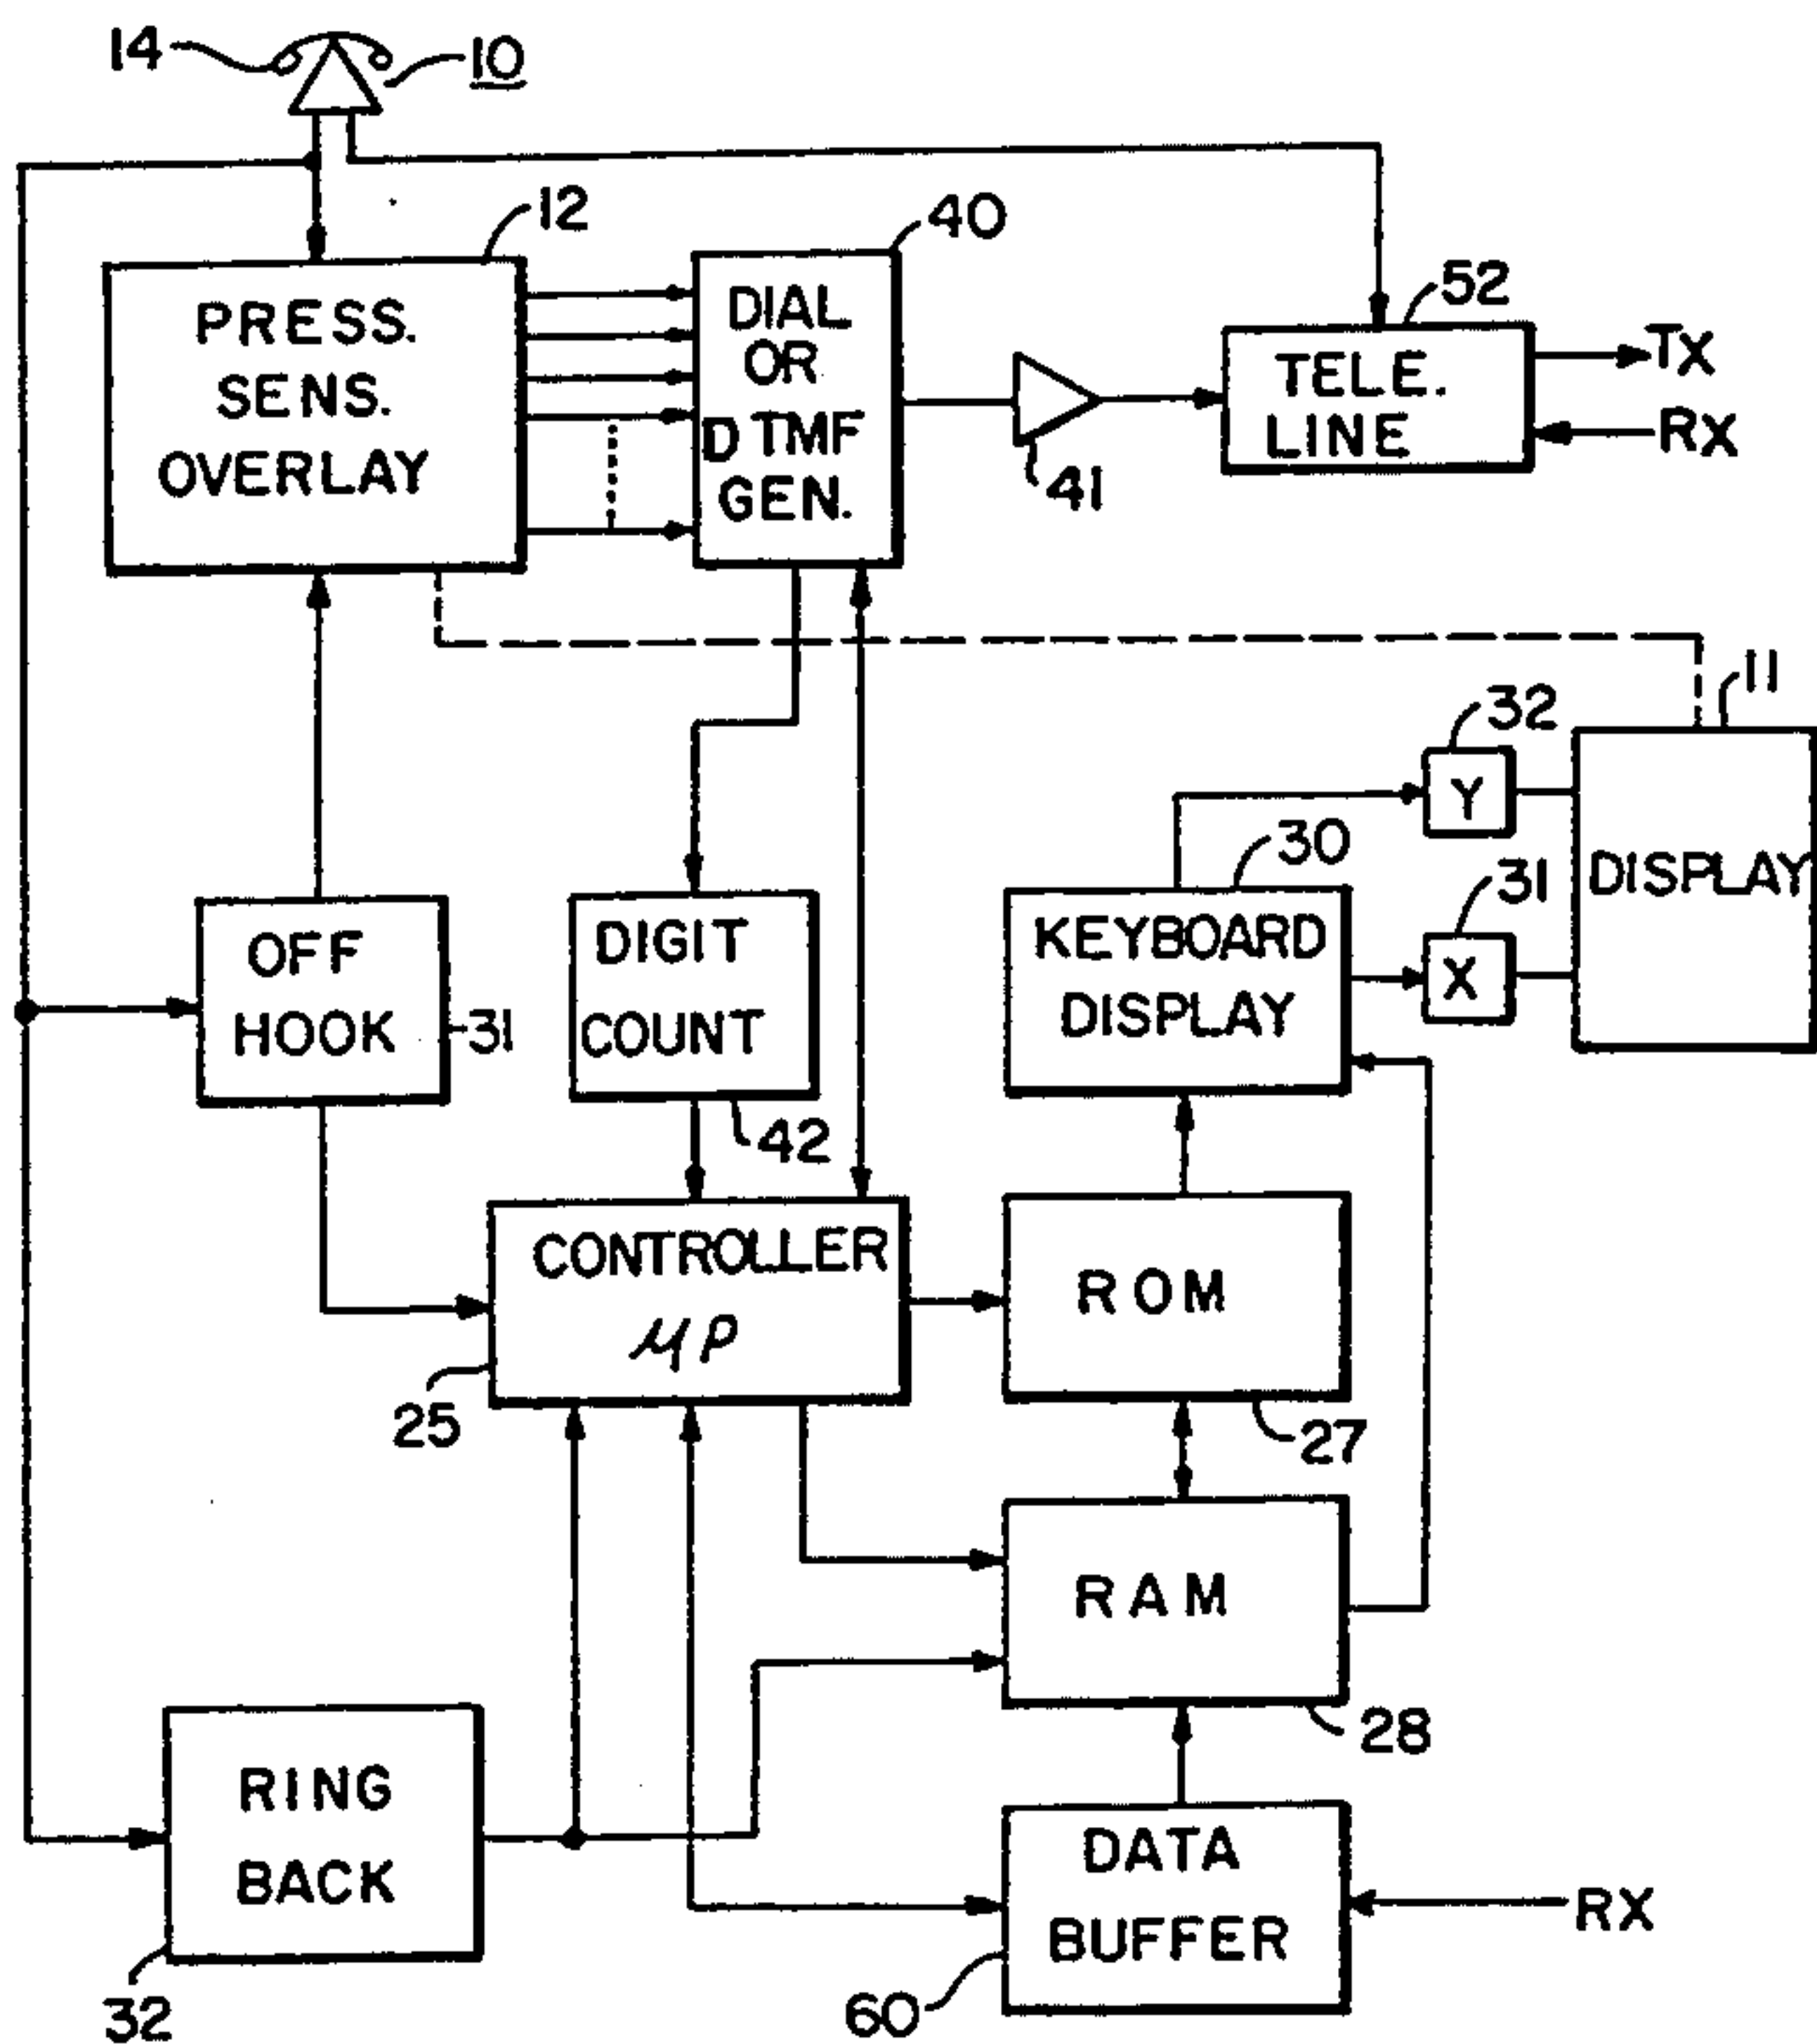 14
10
12
40
PRESS.
SENS.
OVERLAY
DIAL
OR
DTMF
GEN.
52
TELE.
LINE
TX
RX
41
11
32
Y
30
31
X
DISPLAY
KEYBOARD
DISPLAY
OFF
HOOK
31
DIGIT
COUNT
42
CONTROLLER
μP
25
ROM
27
RAM
28
RING
BACK
32
DATA
BUFFER
60
RX